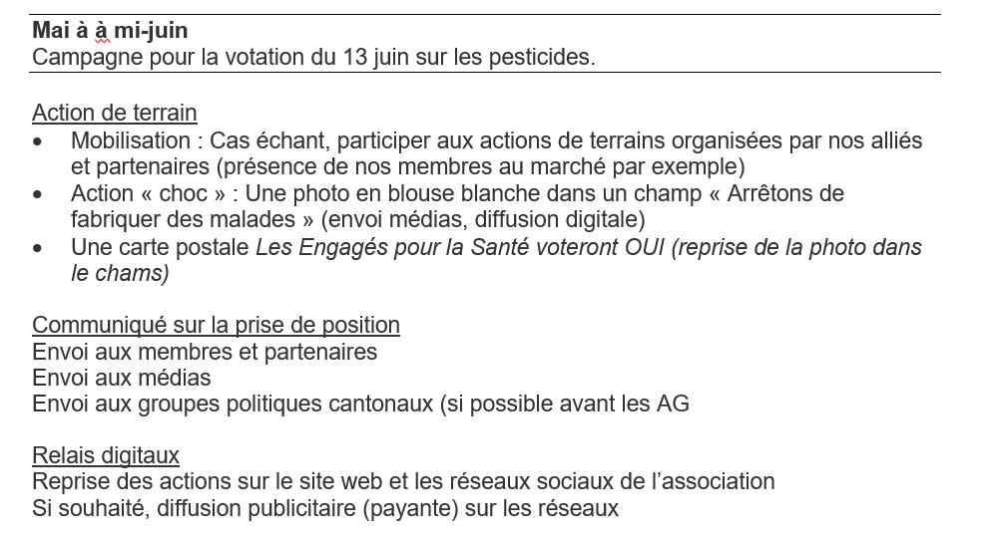 Mai à à mi-juin
Campagne pour la votation du 13 juin sur les pesticides.
Action de terrain
• Mobilisation : Cas échant, participer aux actions de terrains organisées par nos alliés
et partenaires (présence de nos membres au marché par exemple)
• Action « choc » : Une photo en blouse blanche dans un champ « Arrêtons de
fabriquer des malades » (envoi médias, diffusion digitale)
• Une carte postale Les Engagés pour la Santé voteront OUI (reprise de la photo dans
le chams)
Communiqué sur la prise de position
Envoi aux membres et partenaires
Envoi aux médias
Envoi aux groupes politiques cantonaux (si possible avant les AG
Relais digitaux
Reprise des actions sur le site web et les réseaux sociaux de l’association
Si souhaité, diffusion publicitaire (payante) sur les réseaux